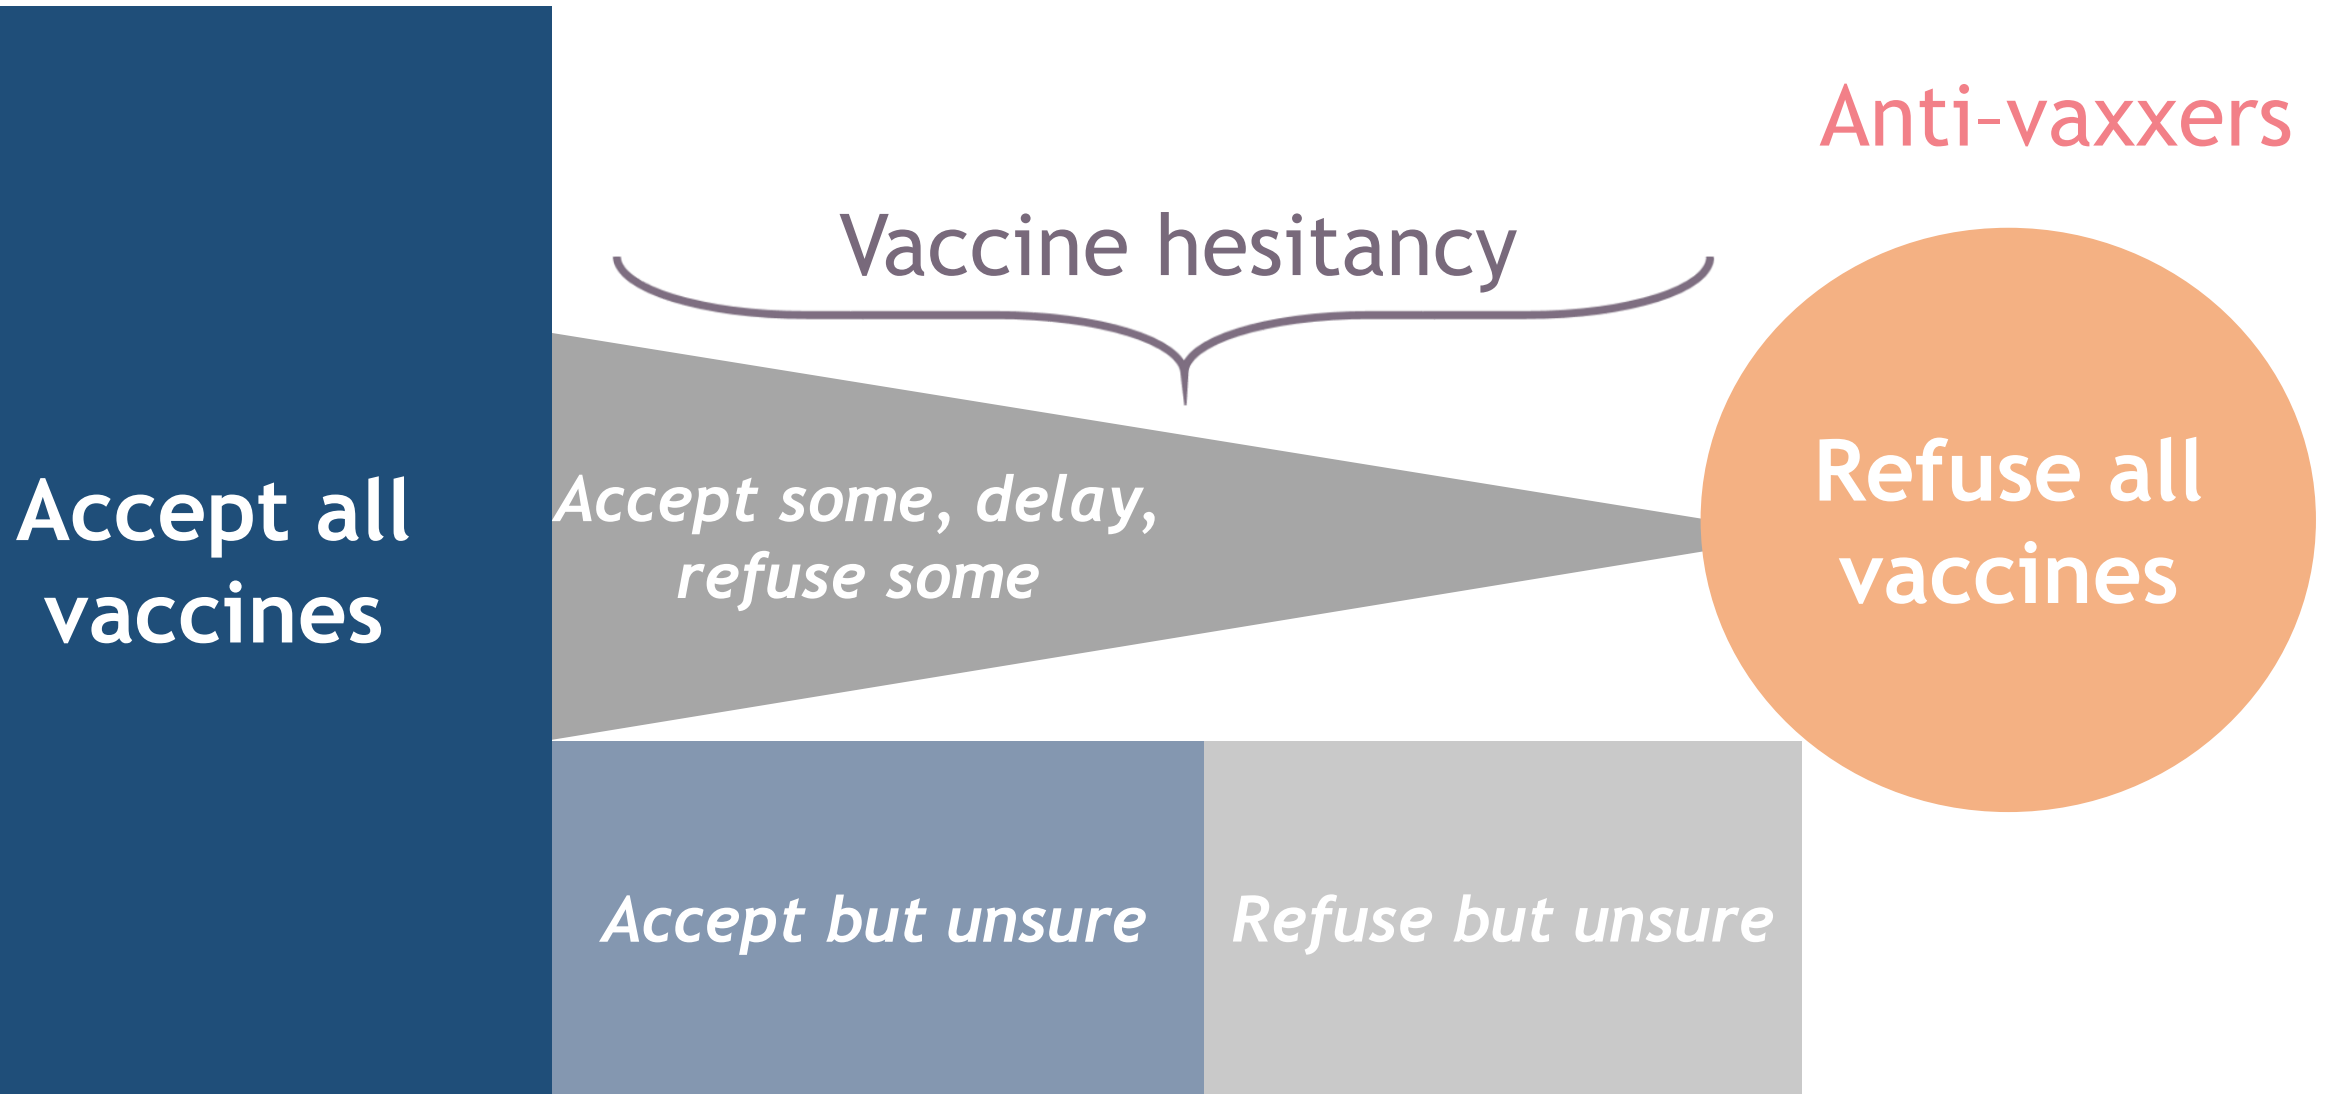 Anti-vaxxers
Vaccine hesitancy
Accept all
vaccines
Accept some, delay,
refuse some
Refuse all
vaccines
Accept but unsure
Refuse but unsure